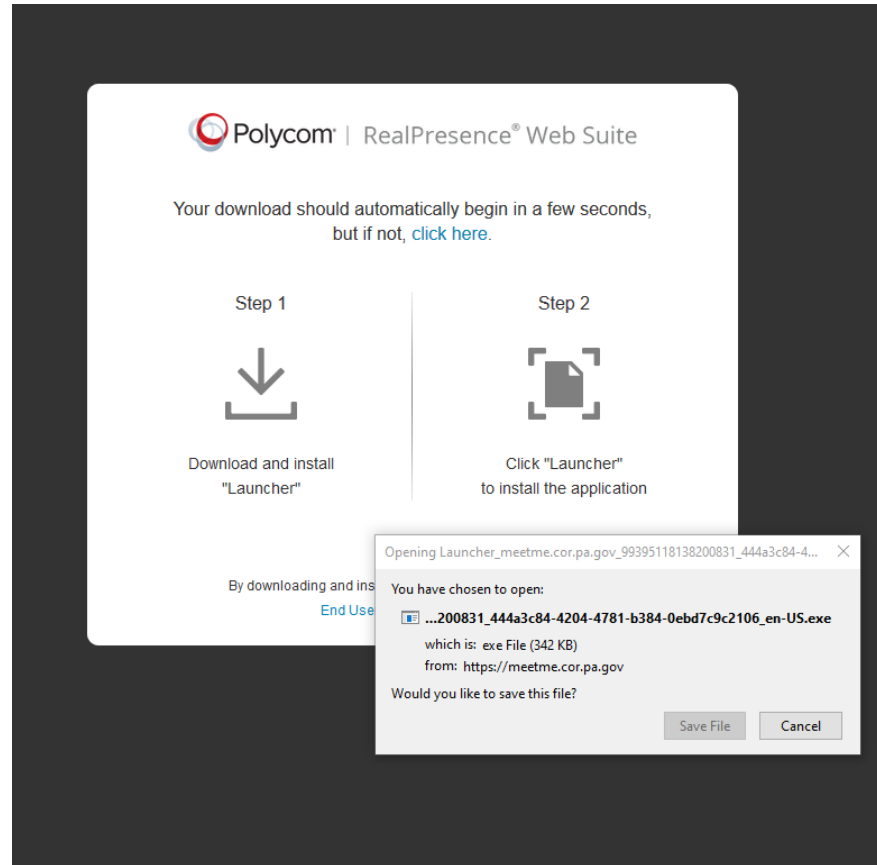 Polycom® | RealPresence® Web Suite
Your download should automatically begin in a few seconds,
but if not, click here.
Step 1
Download and install
"Launcher"
Step 2
Click "Launcher"
to install the application
By downloading and ins
End Use
Opening Launcher_meetme.cor.pa.gov_99395118138200831_444a3c84-4...
You have chosen to open:
...200831_444a3c84-4204-4781-b384-0ebd7c9c2106_en-US.exe
which is: exe File (342 KB)
from: https://meetme.cor.pa.gov
Would you like to save this file?
Save File
Cancel